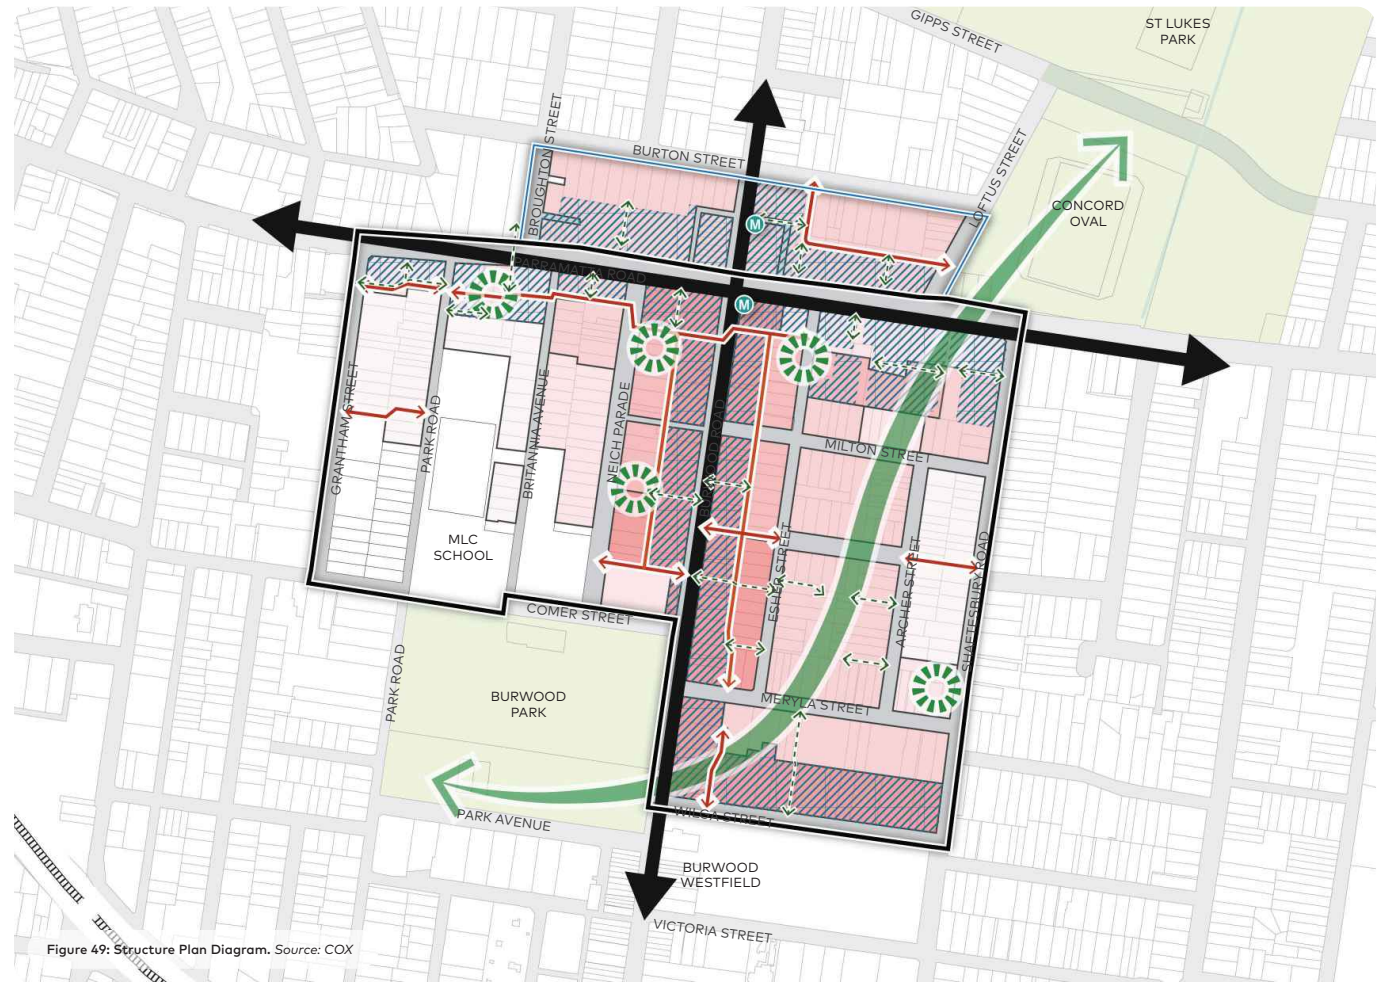 GIPPS STREET
ST LUKES
PARK
BROUGHTON STREET
BURTON STREET
LOFTUS STREET
CONCORD
OVAL
M
PARRAMATTA ROAD
M
GRANTHAM STREET
PARK ROAD
BRITANNIA AVENUE
NEICH PARADE
BURWOOD ROAD
MILTON STREET
MLC
SCHOOL
ESHER STREET
ARCHER STREET
SHAFTESBURY ROAD
COMER STREET
PARK ROAD
BURWOOD
PARK
MERYLA STREET
PARK AVENUE
WILGA STREET
BURWOOD
WESTFIELD
VICTORIA STREET
Figure 49: Structure Plan Diagram. Source: COX